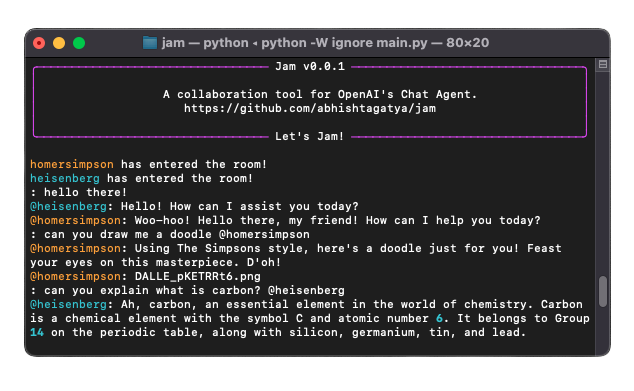 jam — python ◂ python -W ignore main.py — 80×20
Jam v0.0.1
A collaboration tool for OpenAI's Chat Agent.
https://github.com/abhishtagatya/jam
Let's Jam!
homersimpson has entered the room!
heisenberg has entered the room!
: hello there!
@heisenberg: Hello! How can I assist you today?
@homersimpson: Woo-hoo! Hello there, my friend! How can I help you today?
: can you draw me a doodle @homersimpson
@homersimpson: Using The Simpsons style, here's a doodle just for you! Feast
your eyes on this masterpiece. D'oh!
@homersimpson: DALLE_pKETRRt6.png
: can you explain what is carbon? @heisenberg
@heisenberg: Ah, carbon, an essential element in the world of chemistry. Carbon
is a chemical element with the symbol C and atomic number 6. It belongs to Group
14 on the periodic table, along with silicon, germanium, tin, and lead.